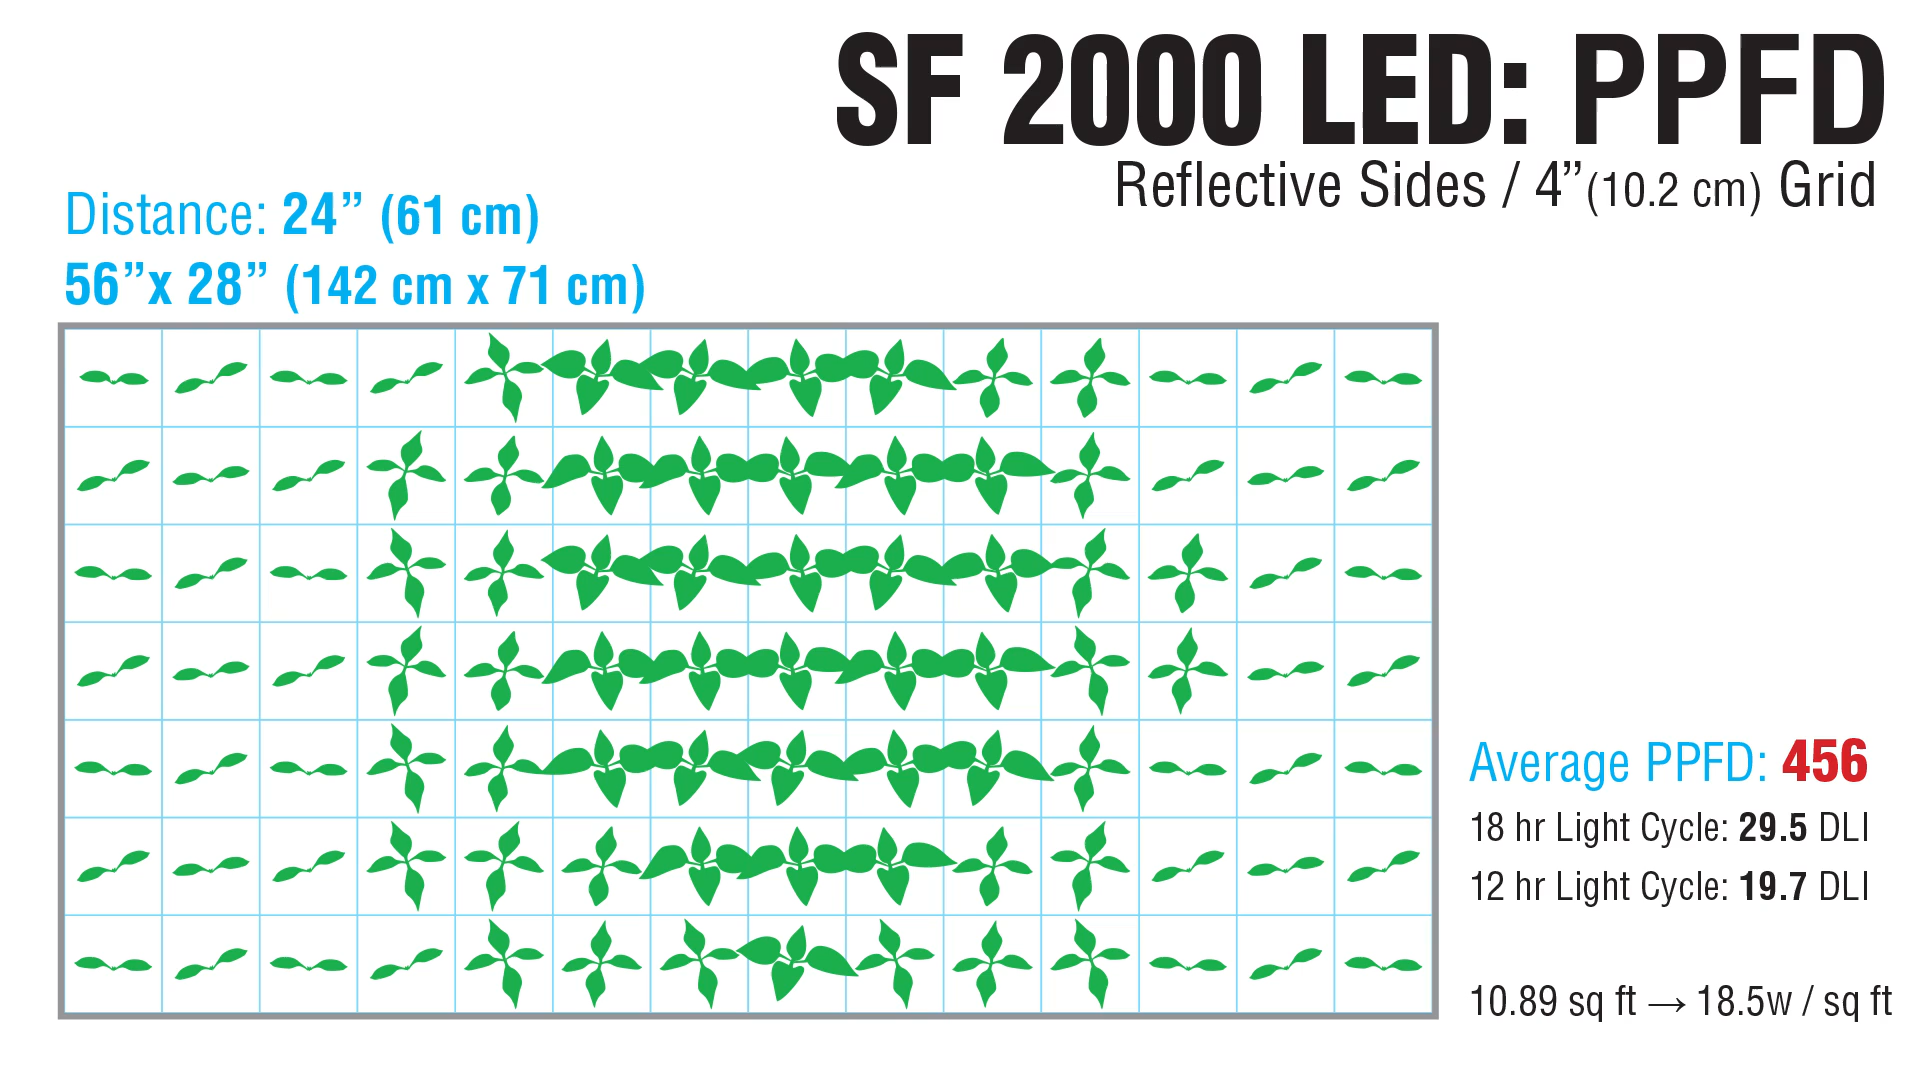 SF 2000 LED: PPFD
Reflective Sides / 4”(10.2 cm) Grid
Distance: 24” (61 cm)
56”x 28” (142 cm x 71 cm)
Average PPFD: 456
18 hr Light Cycle: 29.5 DLI
12 hr Light Cycle: 19.7 DLI
10.89 sq ft → 18.5w / sq ft